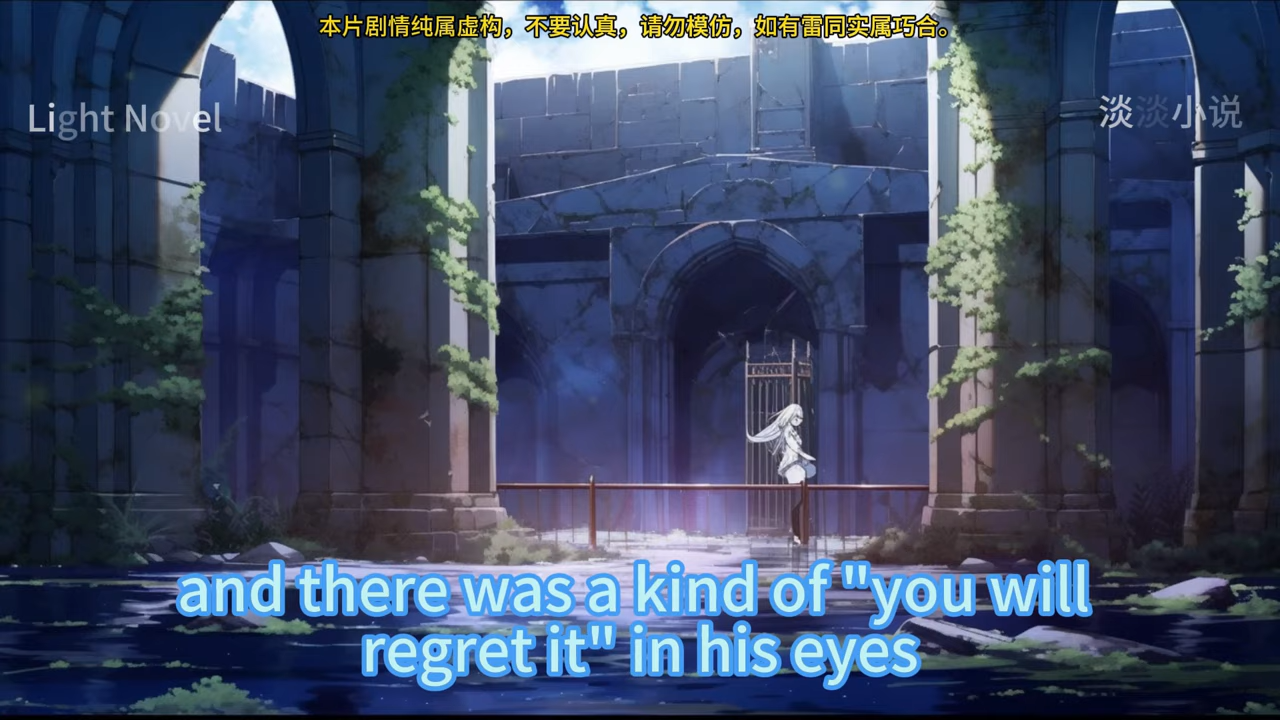 本片剧情纯属虚构，不要认真，请勿模仿，如有雷同实属巧合。
Light Novel
淡淡小说
and there was a kind of "you will
regret it" in his eyes